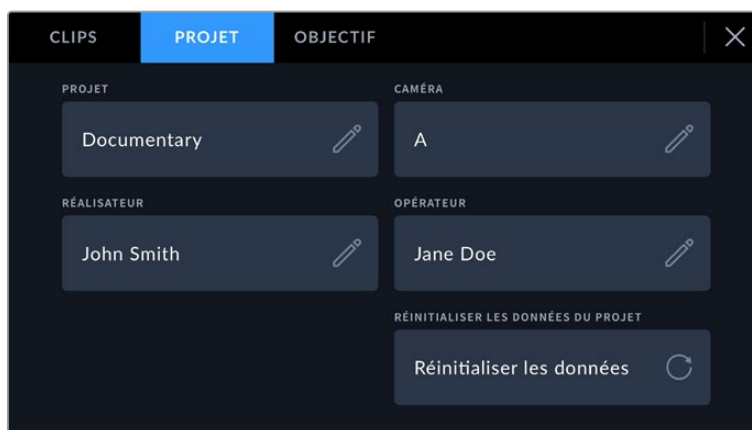 CLIPS PROJET OBJECTIF
PROJET CAMÉRA
Documentary A
RÉALISATEUR OPÉRATEUR
John Smith Jane Doe
RÉINITIALISER LES DONNÉES DU PROJET
Réinitialiser les données